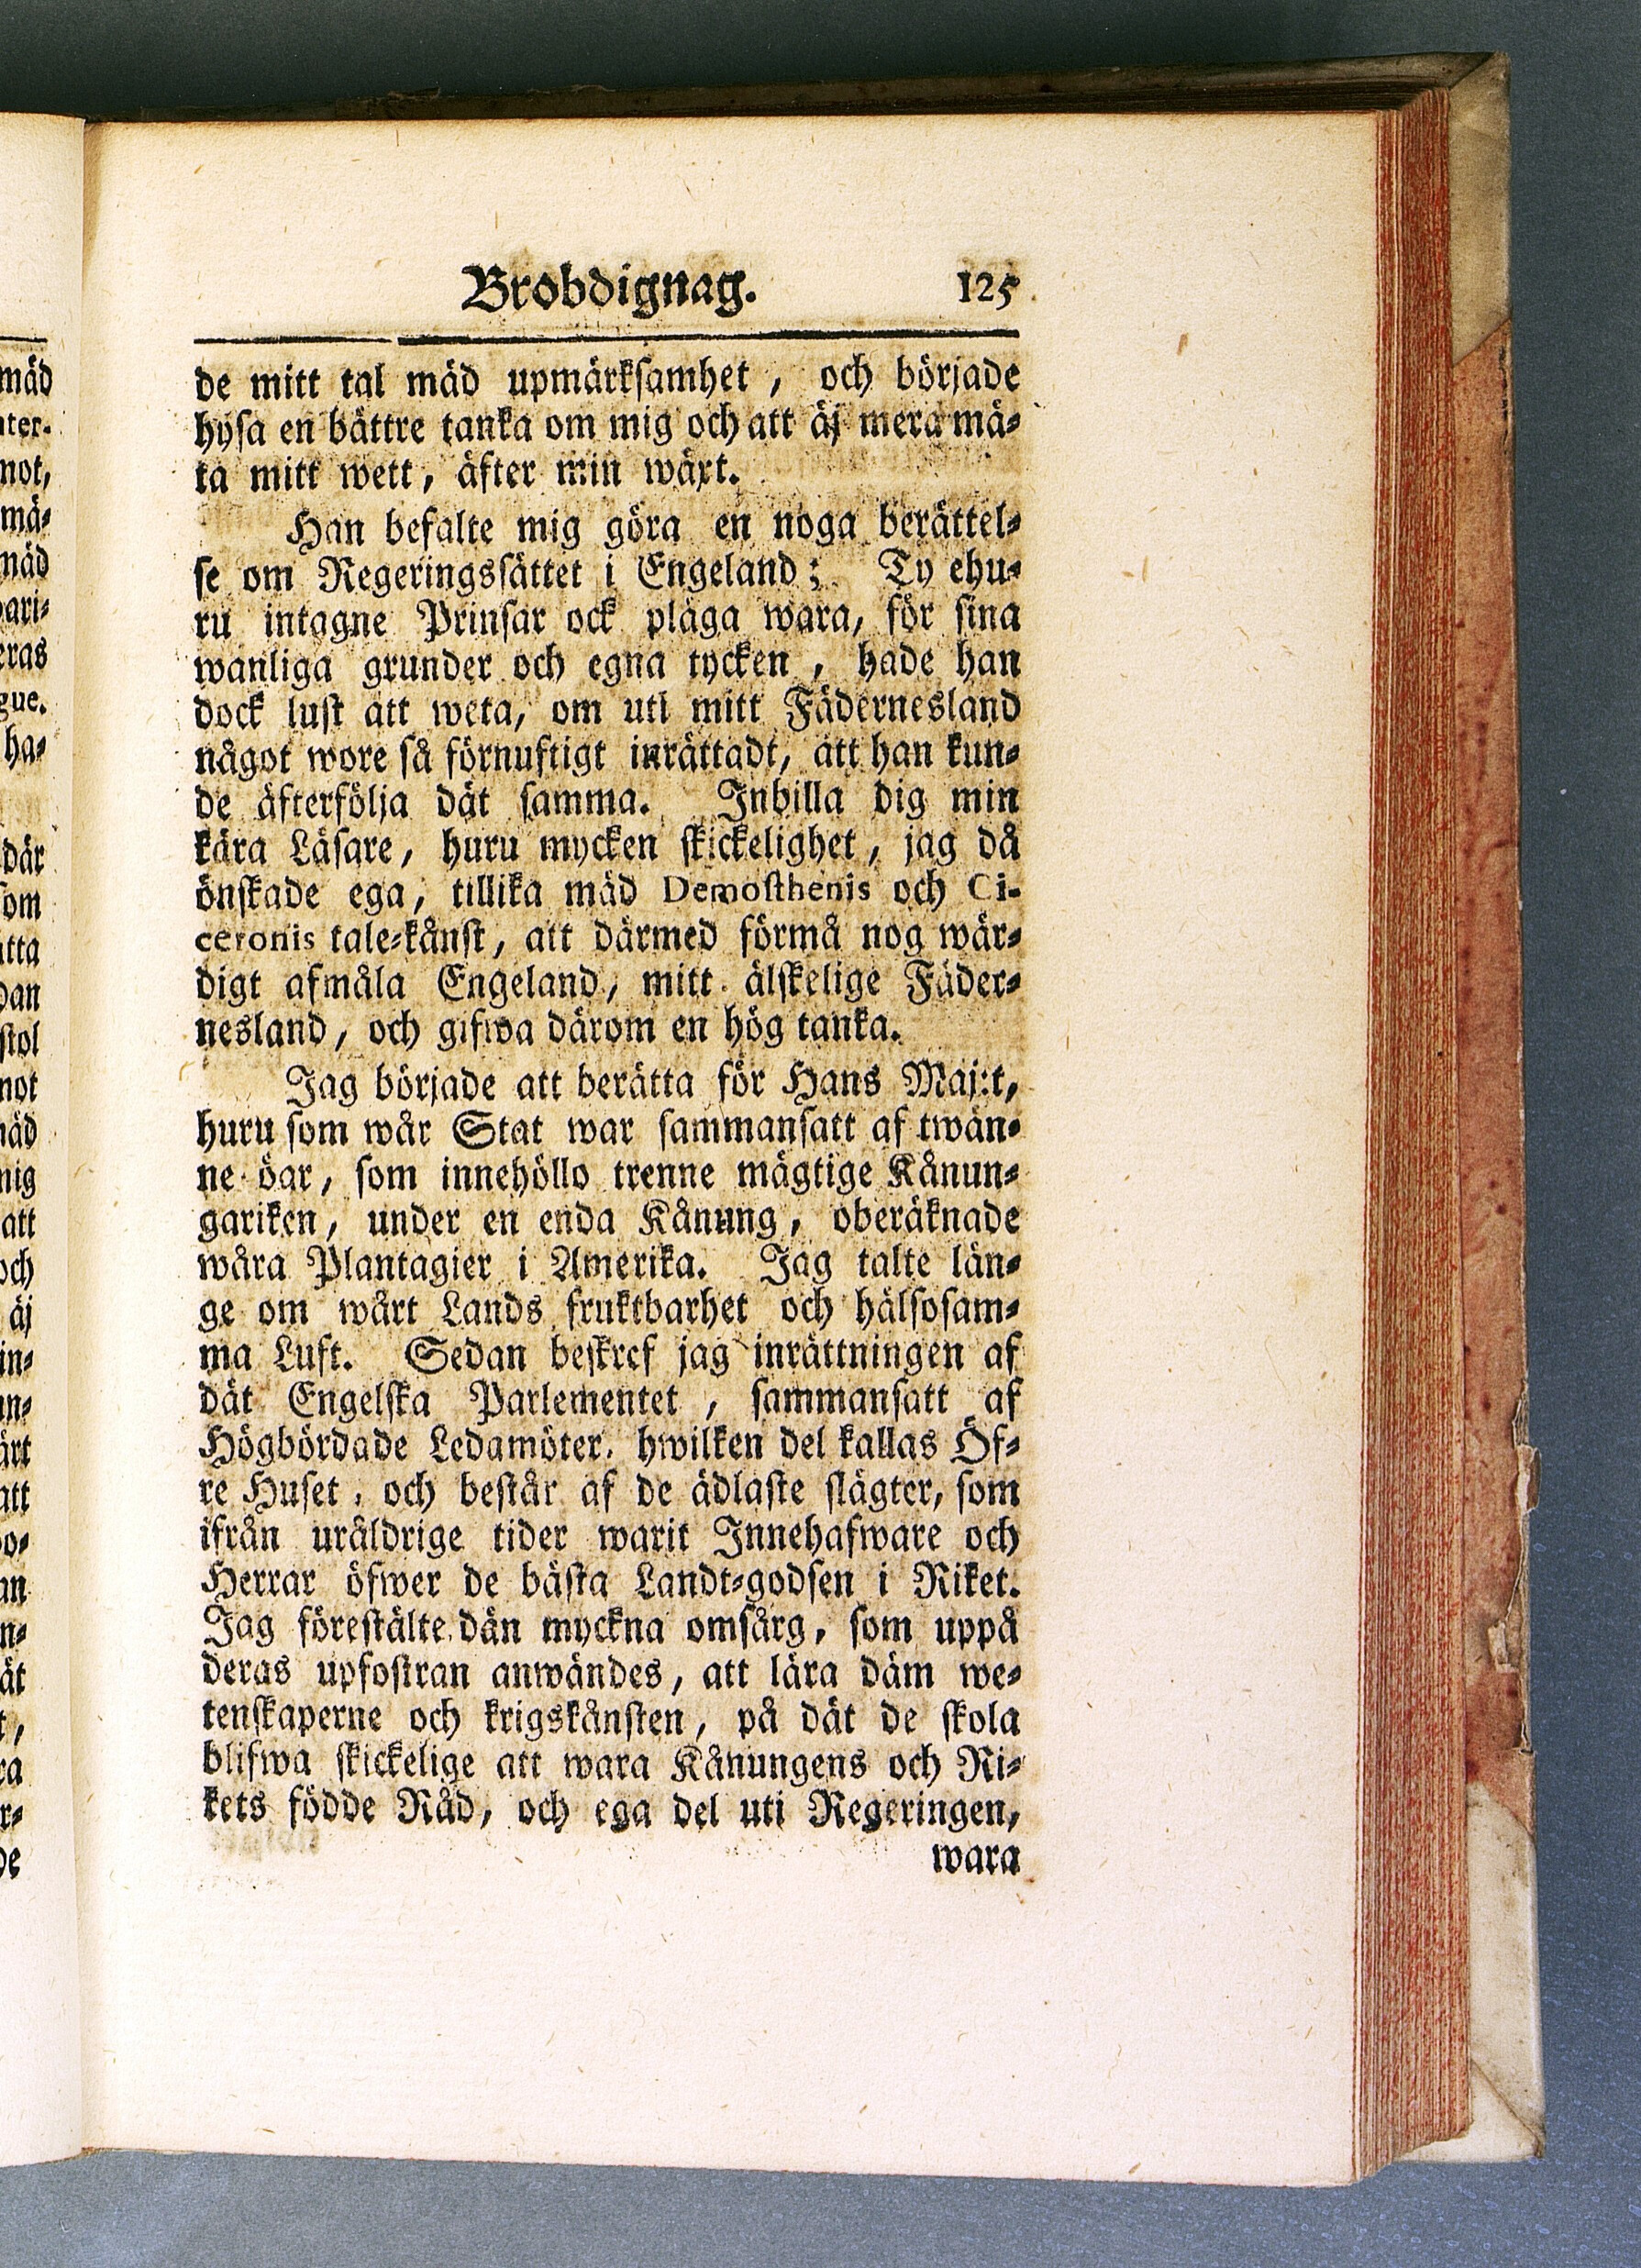 Brobdignag. 125
de mitt tal mäd upmärksamhet, och började
hysa en bättre tanka om mig och att äj mera mä-
ta mitt wett, äfter min wäxt.
Han befalte mig göra en noga berättel-
se om Regeringssättet i Engeland; Ty ehu-
ru intagne Prinsar ock pläga wara, för sina
wanliga grunder och egna tycken, hade han
dock lust att weta, om uti mitt Fädernesland
något wore så förnuftigt inrättadt, att han kun-
de äfterfölja dät samma. Inbilla dig min
kära Läsare, huru mycken skickelighet, jag då
önskade ega, tillika mäd Demosthenis och Ci-
ceronis tale-kånst, att därmed förmå nog wär-
digt afmåla Engeland, mitt älskelige Fäder-
nesland, och gifwa därom en hög tanka.
Jag började att berätta för Hans Maj:t,
huru som wår Stat war sammansatt af twän-
ne öar, som innehöllo trenne mägtige Kånun-
gariken, under en enda Kånung, oberäknade
wåra Plantagier i Amerika. Jag talte län-
ge om wårt Lands fruktbarhet och hälsosam-
ma Luft. Sedan beskref jag inrättningen af
dät Engelska Parlementet, sammansatt af
Högbördade Ledamöter, hwilken del kallas Öf-
re Huset, och består af de ädlaste slägter, som
ifrån uräldrige tider warit Innehafware och
Herrar öfwer de bästa Landt-godsen i Riket.
Jag förestälte dän myckna omsårg, som uppå
deras upfostran anwändes, att lära däm we-
tenskaperne och krigskånsten, på dät de skola
blifwa skickelige att wara Kånungens och Ri-
kets födde Råd, och ega del uti Regeringen,
wara